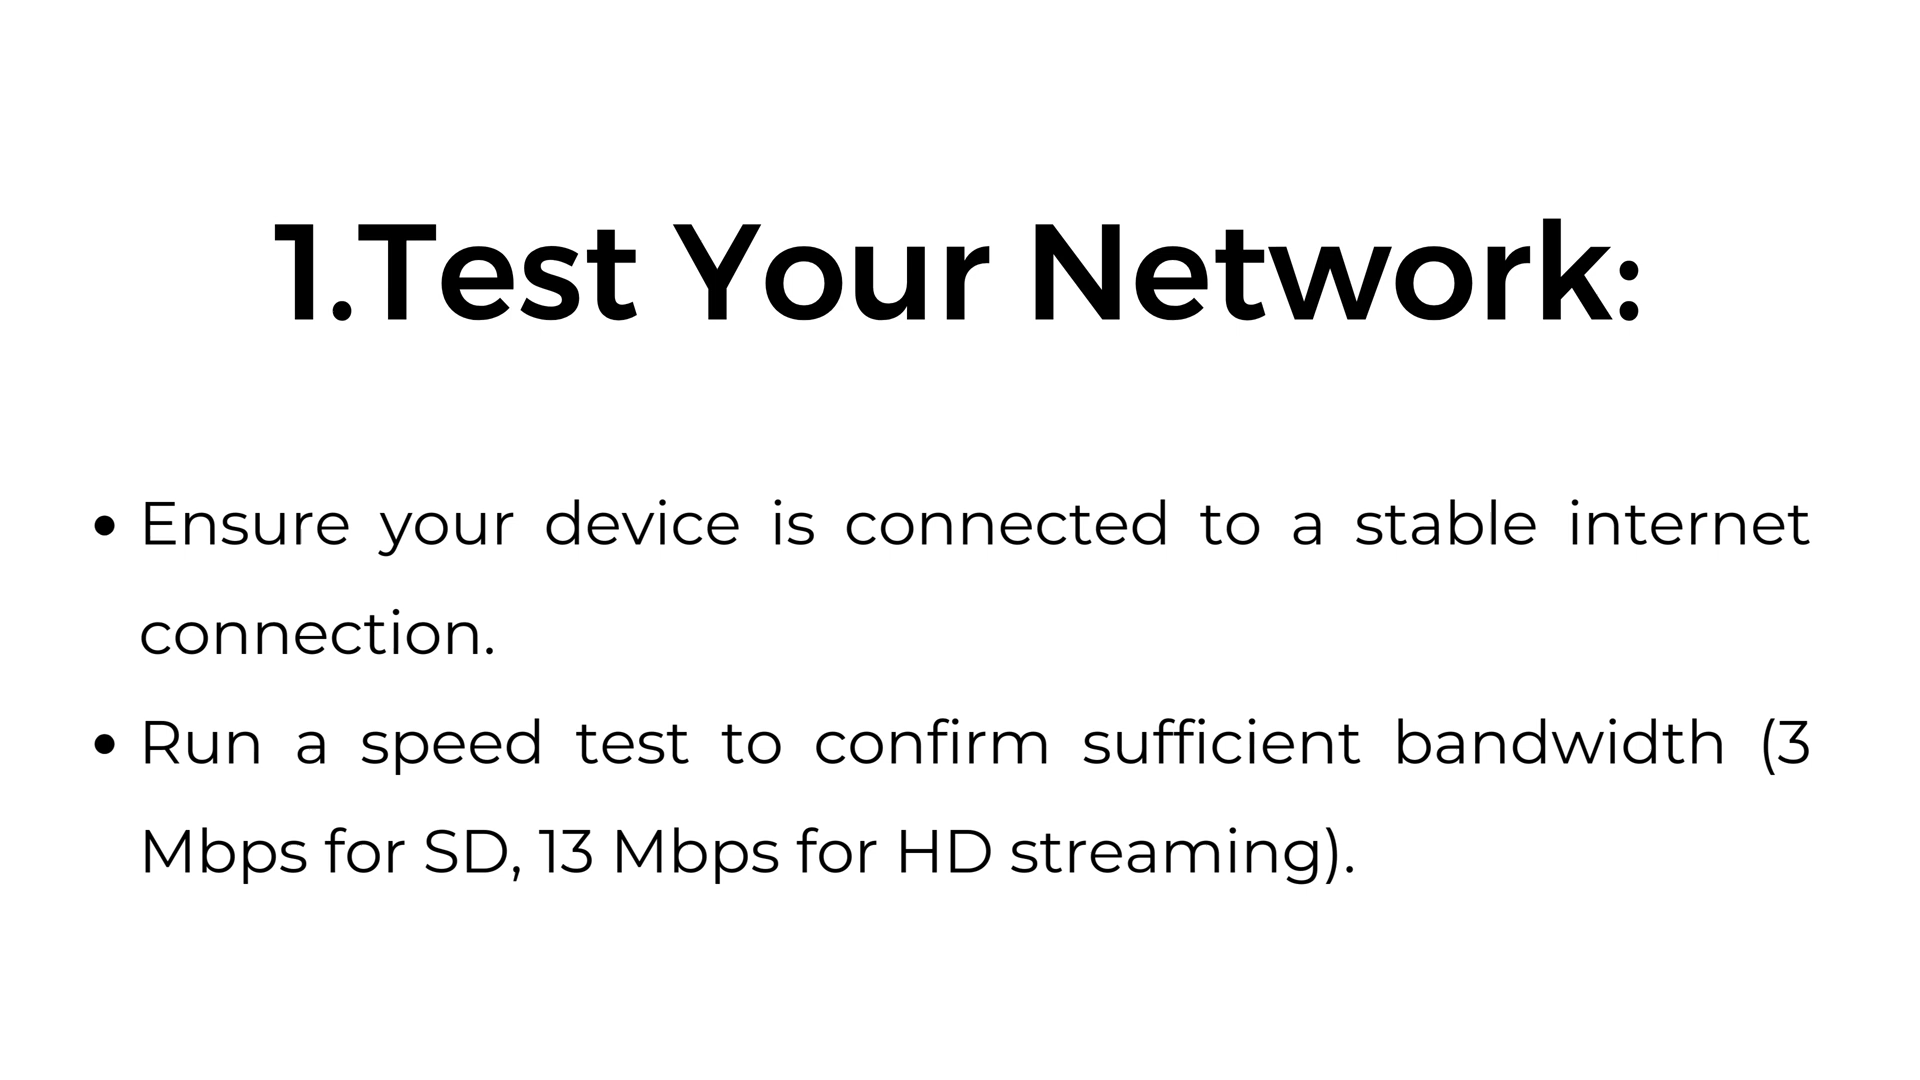 1.Test Your Network:
• Ensure your device is connected to a stable internet
connection.
• Run a speed test to confirm sufficient bandwidth (3
Mbps for SD, 13 Mbps for HD streaming).